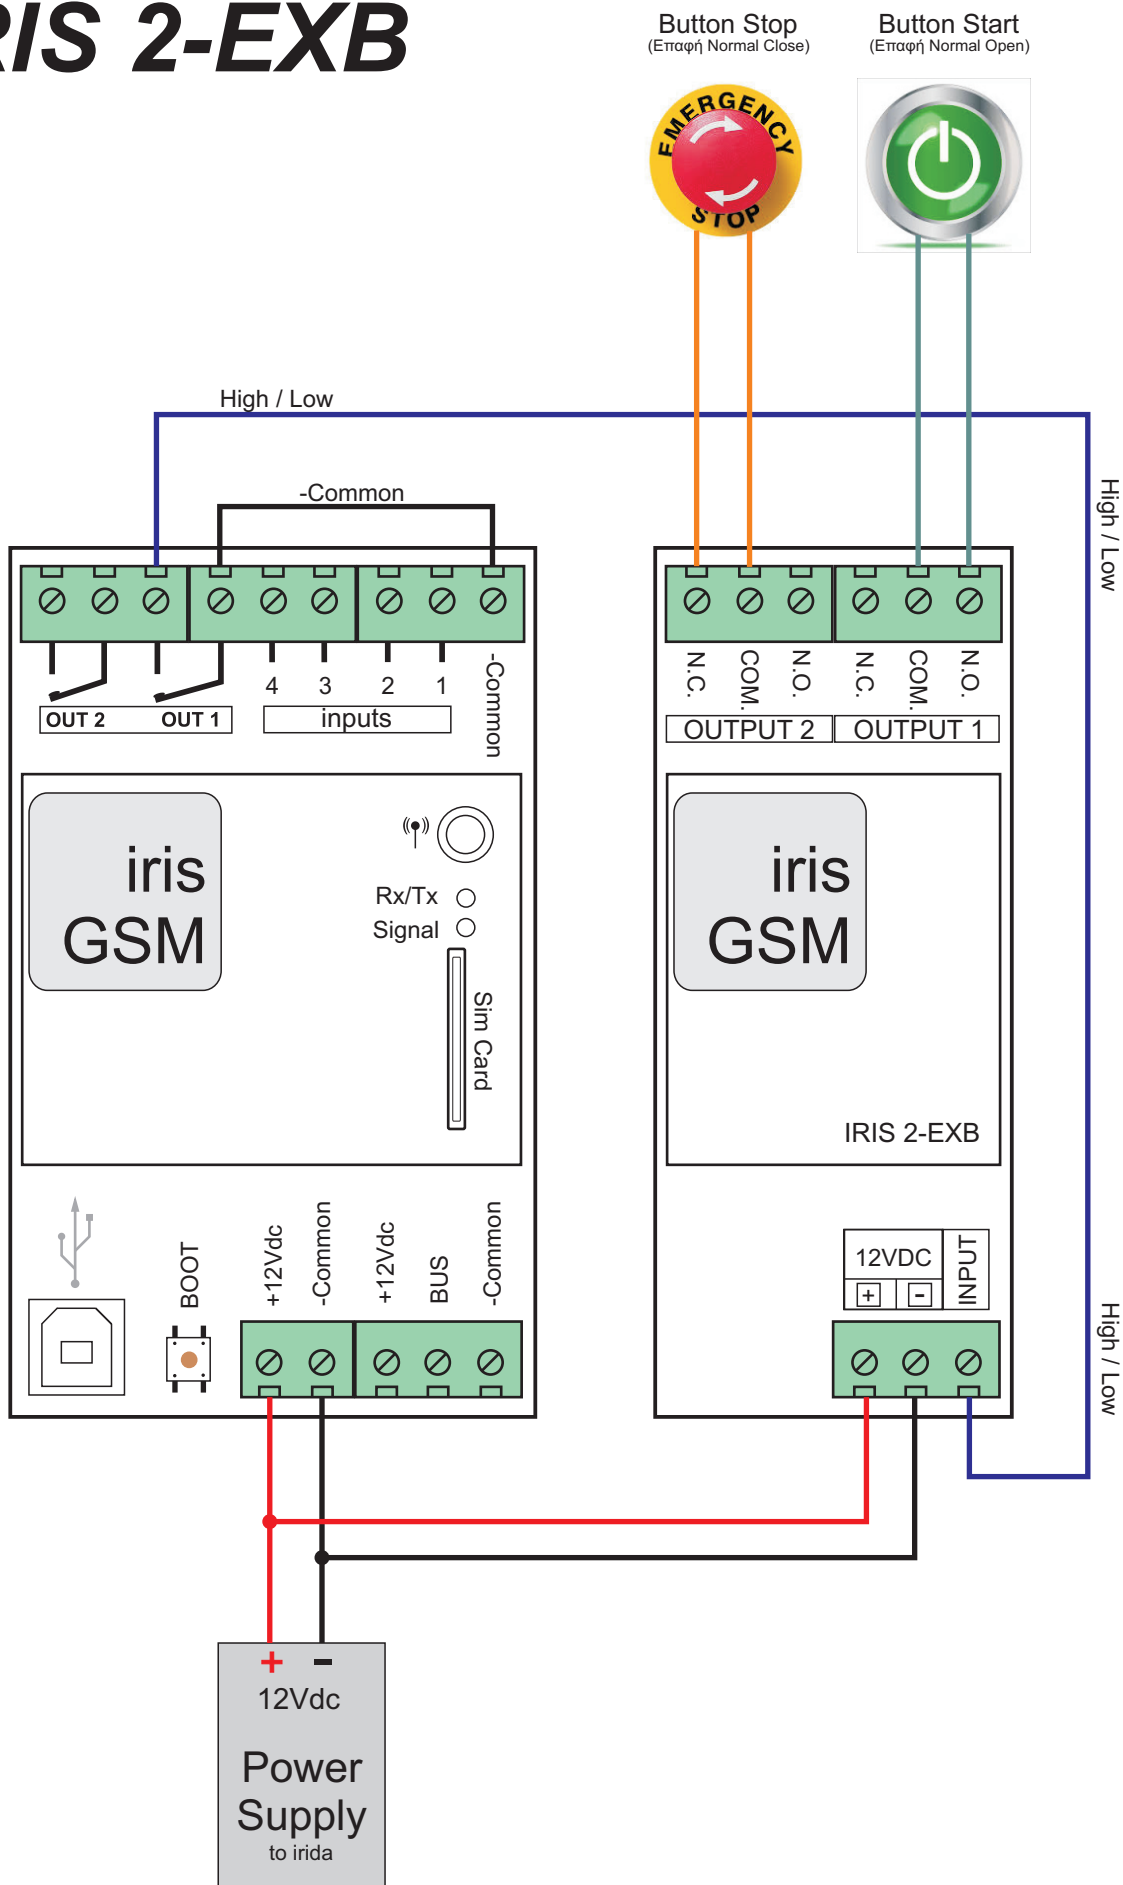 RIS 2-EXB
Button Stop
(Επαφή Normal Close)
Button Start
(Επαφή Normal Open)
EMERGENCY
STOP
High / Low
-Common
High / Low
OUT 2
OUT 1
4
3
2
1
inputs
-Common
N.C.
COM.
N.O.
N.C.
COM.
N.O.
OUTPUT 2
OUTPUT 1
iris
GSM
Rx/Tx
Signal
Sim Card
iris
GSM
IRIS 2-EXB
BOOT
+12Vdc
-Common
+12Vdc
BUS
-Common
12VDC
+
-
INPUT
High / Low
+
-
12Vdc
Power
Supply
to irida